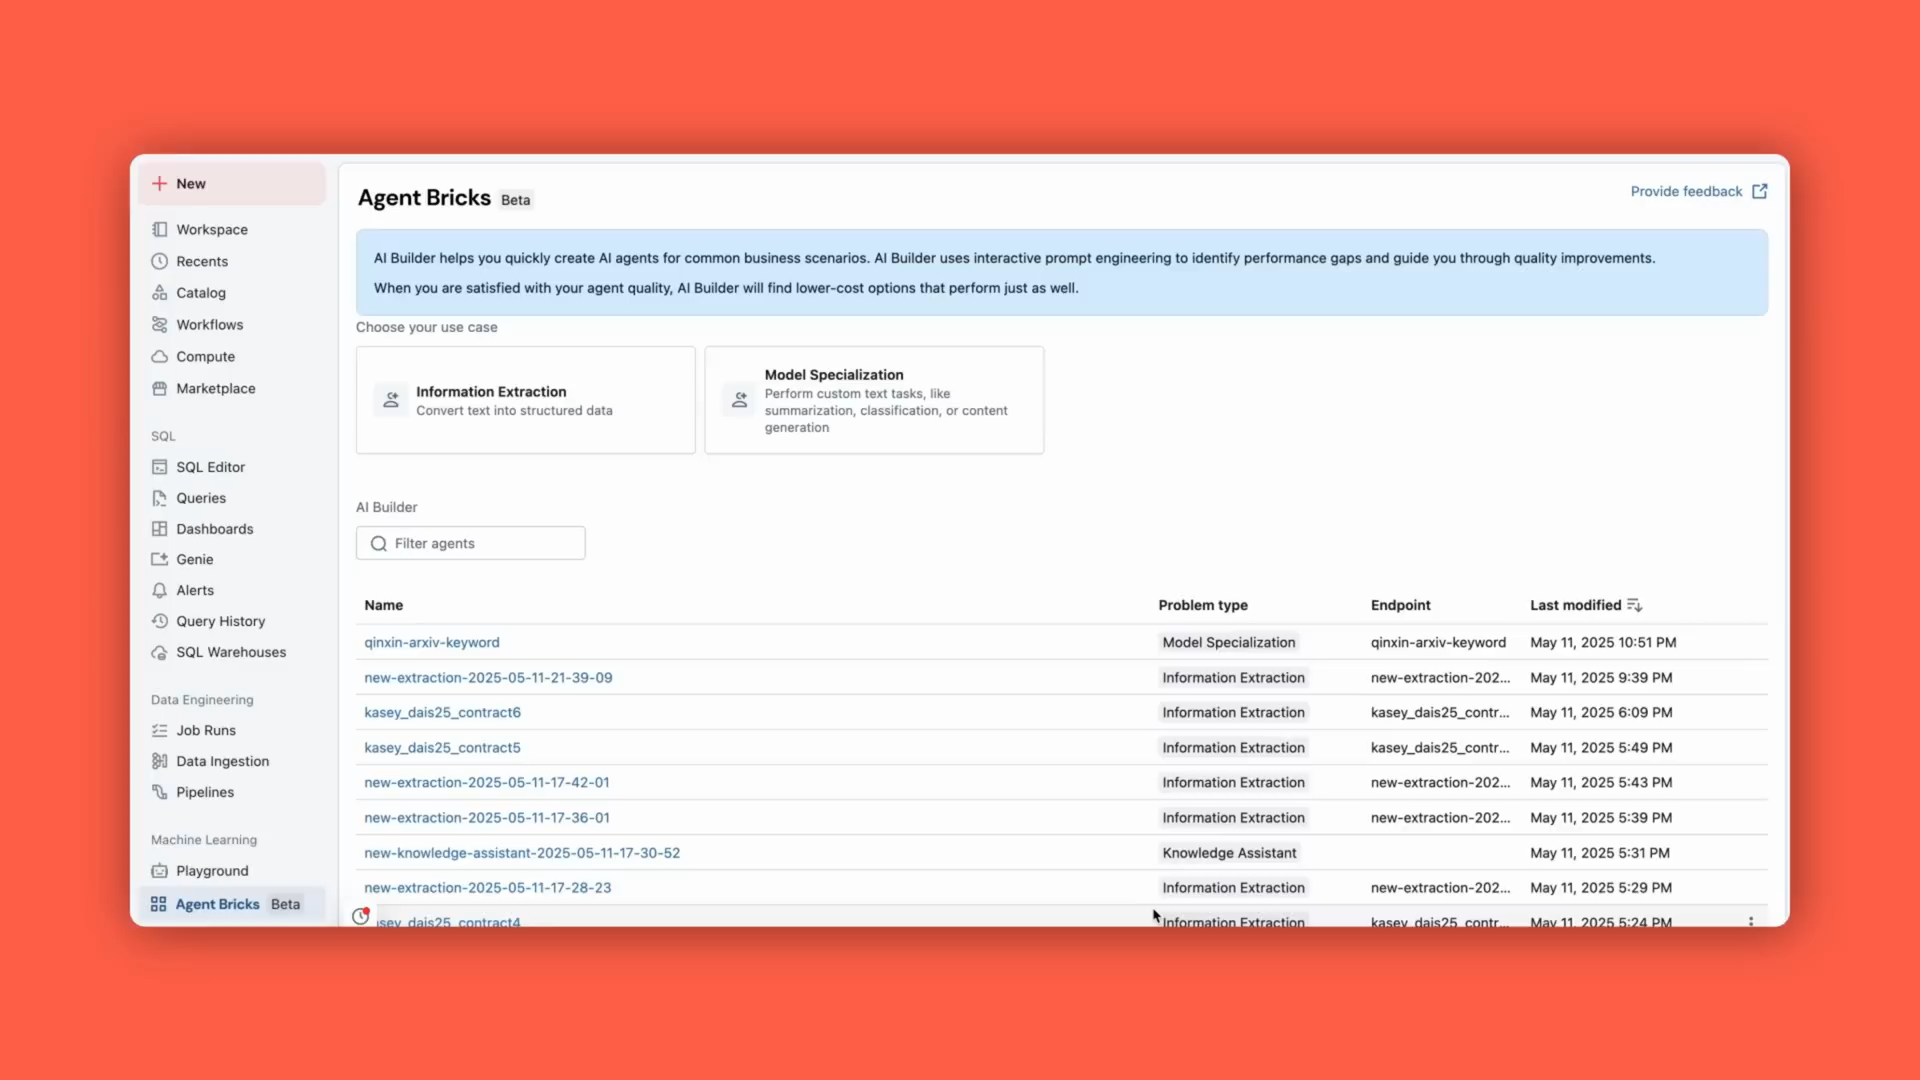 New
Workspace
Recents
Catalog
Workflows
Compute
Marketplace
SQL
SQL Editor
Queries
Dashboards
Genie
Alerts
Query History
SQL Warehouses
Data Engineering
Job Runs
Data Ingestion
Pipelines
Machine Learning
Playground
Agent Bricks Beta
Agent Bricks Beta
Provide feedback
AI Builder helps you quickly create AI agents for common business scenarios. AI Builder uses interactive prompt engineering to identify performance gaps and guide you through quality improvements.
When you are satisfied with your agent quality, AI Builder will find lower-cost options that perform just as well.
Choose your use case
Information Extraction
Convert text into structured data
Model Specialization
Perform custom text tasks, like
summarization, classification, or content
generation
AI Builder
Filter agents
Name Problem type Endpoint Last modified
qinxin-arxiv-keyword Model Specialization qinxin-arxiv-keyword May 11, 2025 10:51 PM
new-extraction-2025-05-11-21-39-09 Information Extraction new-extraction-202... May 11, 2025 9:39 PM
kasey_dais25_contract6 Information Extraction kasey_dais25_contr... May 11, 2025 6:09 PM
kasey_dais25_contract5 Information Extraction kasey_dais25_contr... May 11, 2025 5:49 PM
new-extraction-2025-05-11-17-42-01 Information Extraction new-extraction-202... May 11, 2025 5:43 PM
new-extraction-2025-05-11-17-36-01 Information Extraction new-extraction-202... May 11, 2025 5:39 PM
new-knowledge-assistant-2025-05-11-17-30-52 Knowledge Assistant May 11, 2025 5:31 PM
new-extraction-2025-05-11-17-28-23 Information Extraction new-extraction-202... May 11, 2025 5:29 PM
asey_dais25_contract4 Information Extraction kasey_dais25_contr... May 11, 2025 5:24 PM